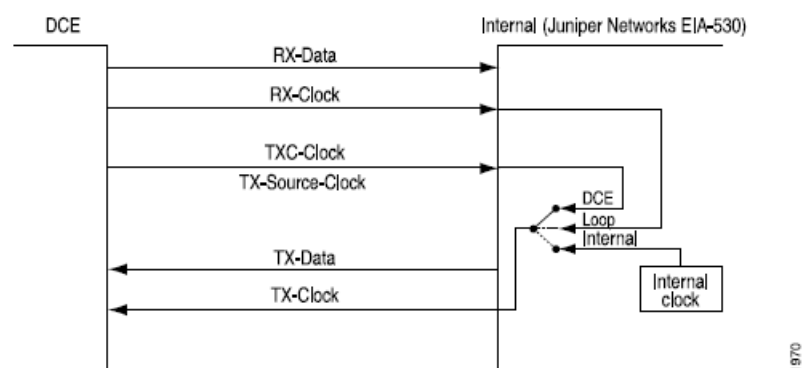 DCE
Internal (Juniper Networks EIA-530)
RX-Data
RX-Clock
TXC-Clock
TX-Source-Clock
DCE
Loop
Internal
TX-Data
TX-Clock
Internal
clock
1970